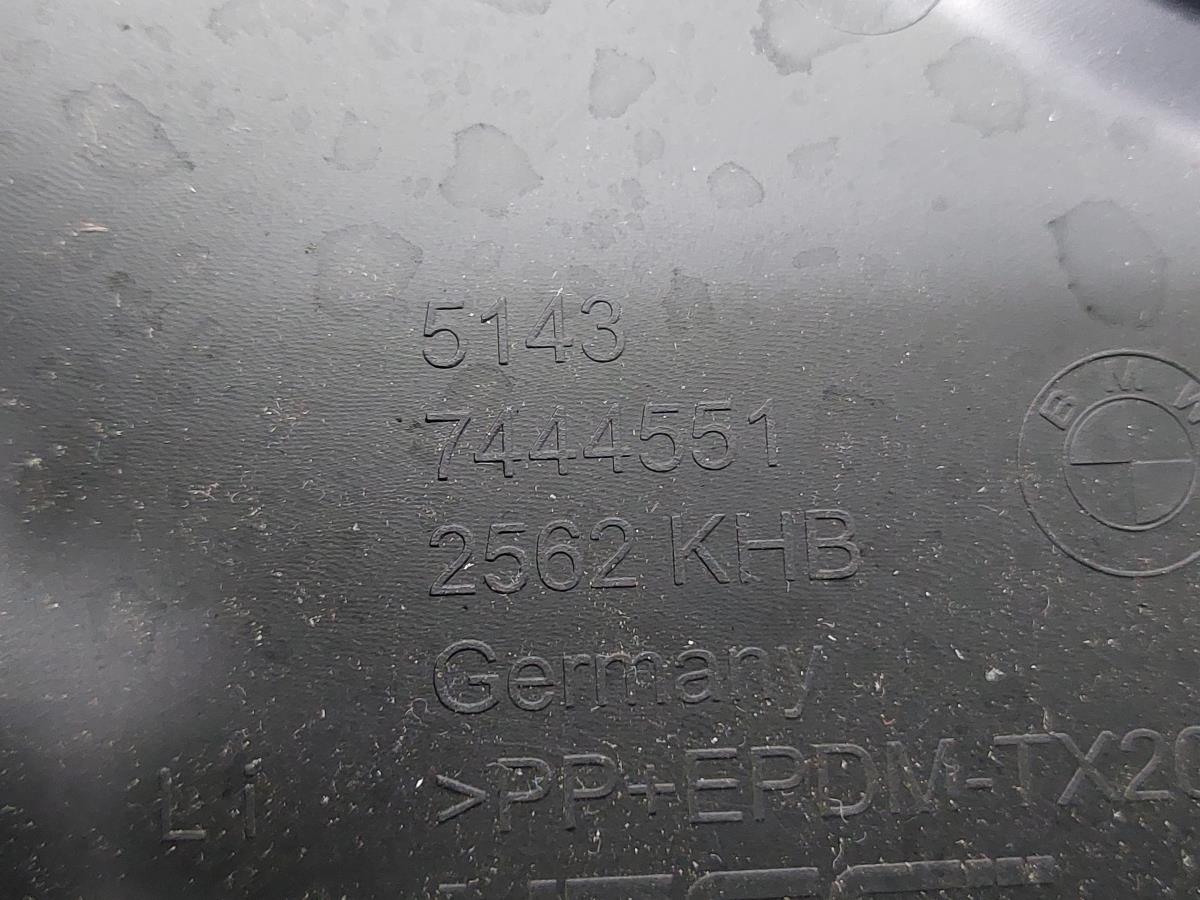 5143
7444551
BMW
2562 KHB
Germany
Li >PP+EPDM-TX20